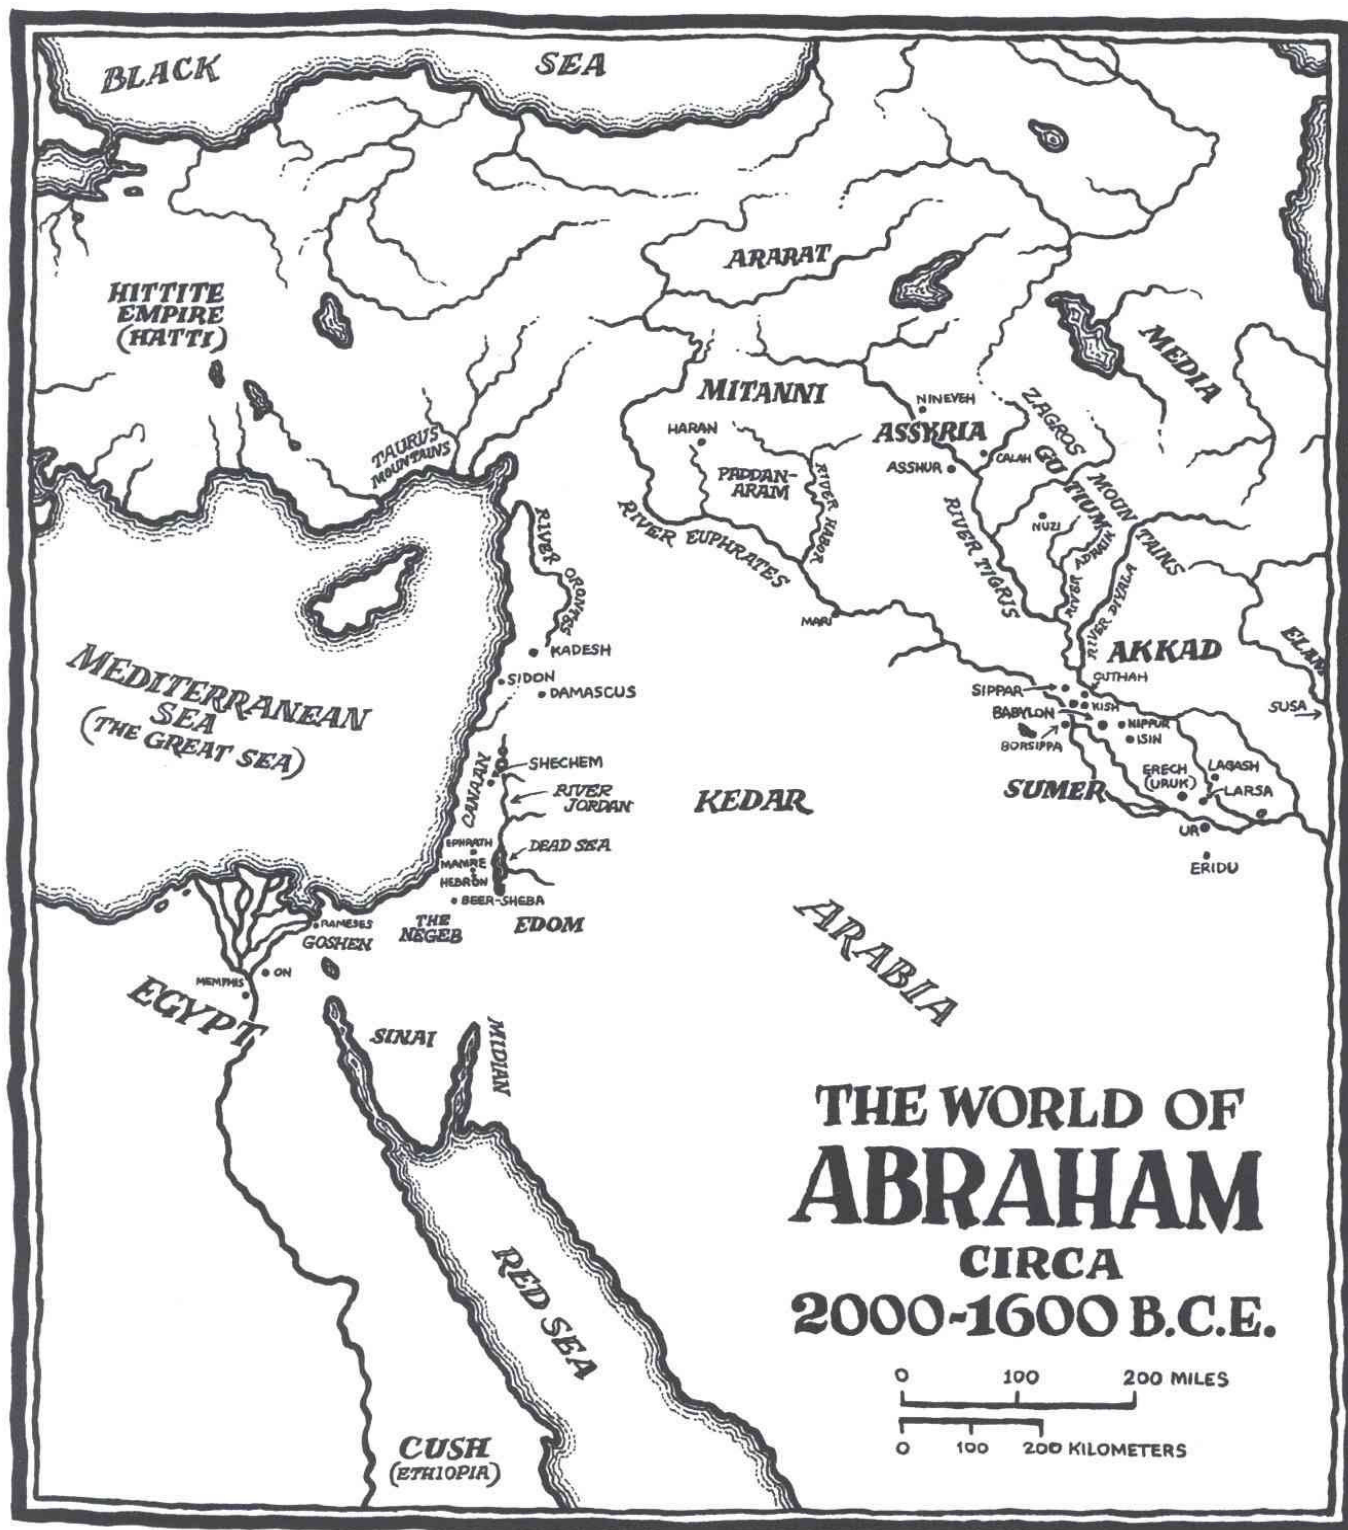 BLACK SEA
HITTITE
EMPIRE
(HATTI)
ARARAT
MEDIA
MITANNI
NINEVEH
HARAN
ASSYRIA
CALAH
ASSHUR
ZAGROS MOUNTAINS
GUTIUM
TAURUS
MOUNTAINS
PADDAN-
ARAM
RIVER HABOR
RIVER EUPHRATES
RIVER TIGRIS
NUZI
RIVER ADHAIM
RIVER DIYALA
RIVER ORONTES
MARI
AKKAD
ELAM
KADESH
SIDON
DAMASCUS
MEDITERRANEAN
SEA
(THE GREAT SEA)
SIPPAR
CUTHAH
KISH
BABYLON
NIPPUR
ISIN
BORSIPPA
SUSA
SHECHEM
CANAAN
RIVER
JORDAN
KEDAR
SUMER
ERECH
(URUK)
LAGASH
LARSA
UR
ERIDU
EPHRATH
DEAD SEA
MAMRE
HEBRON
BEER-SHEBA
RAMESES
GOSHEN
THE
NEGEB
EDOM
ARABIA
MEMPHIS
ON
EGYPT
SINAI
MIDIAN
RED SEA
CUSH
(ETHIOPIA)
THE WORLD OF
ABRAHAM
CIRCA
2000-1600 B.C.E.
0 100 200 MILES
0 100 200 KILOMETERS